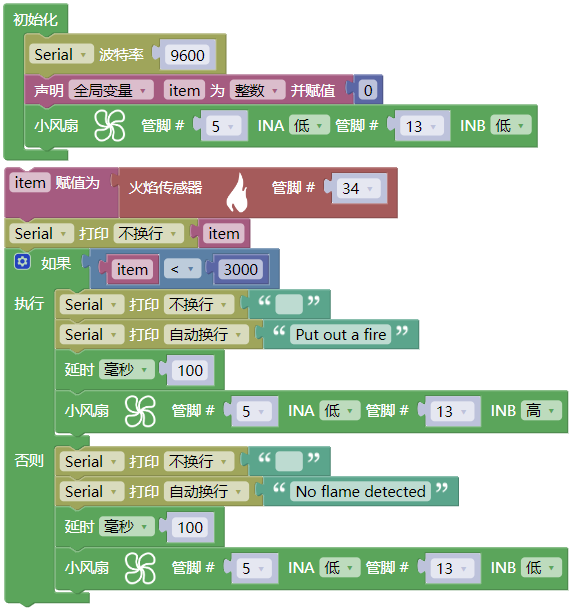 初始化
Serial 波特率 9600
声明 全局变量 item 为 整数 并赋值 0
小风扇 管脚 # 5 INA 低 管脚 # 13 INB 低
item 赋值为 火焰传感器 管脚 # 34
Serial 打印 不换行 item
如果 item < 3000
执行 Serial 打印 不换行 “ ”
Serial 打印 自动换行 “ Put out a fire ”
延时 毫秒 100
小风扇 管脚 # 5 INA 低 管脚 # 13 INB 高
否则 Serial 打印 不换行 “ ”
Serial 打印 自动换行 “ No flame detected ”
延时 毫秒 100
小风扇 管脚 # 5 INA 低 管脚 # 13 INB 低